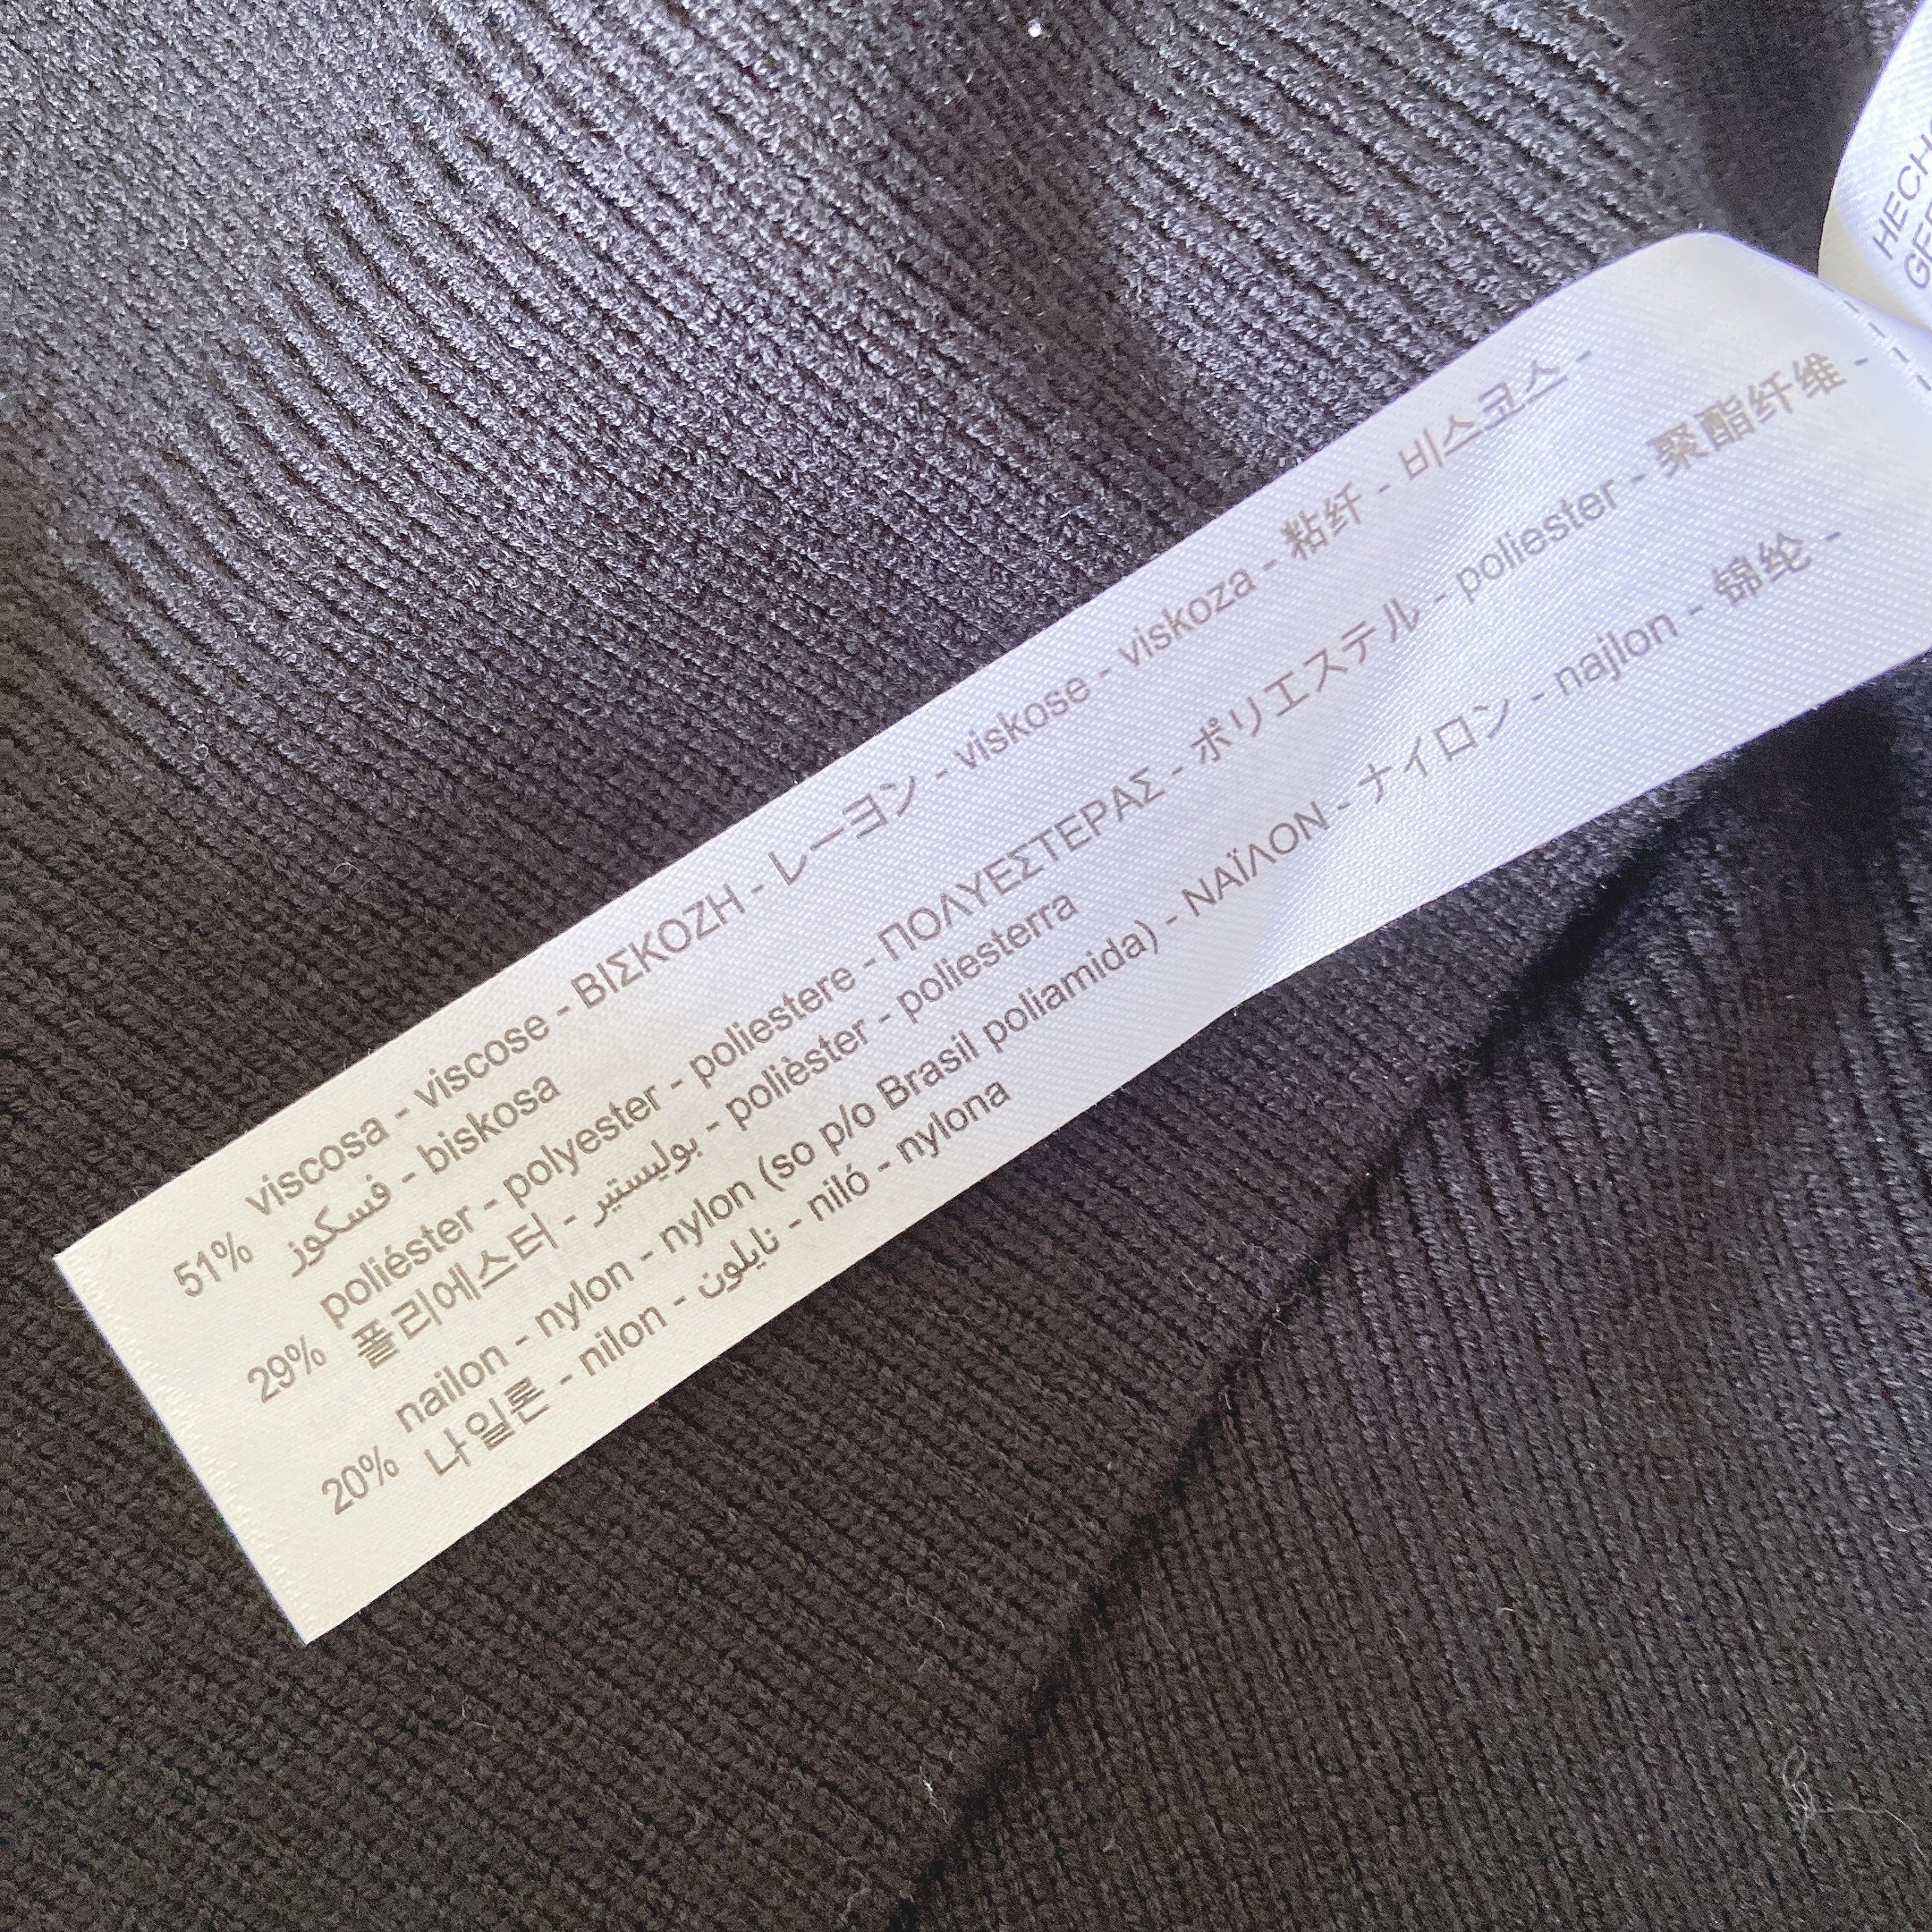 51% viscosa - viscose - ΒΙΣΚΟΖΗ - レーヨン - viskose - viskoza - 粘纤 - 비스코스 -
فسكوز - biskosa
29% poliéster - polyester - poliestere - ΠΟΛΥΕΣΤΕΡΑΣ - ポリエステル - poliester - 聚酯纤维 -
폴리에스터 - بوليستير - polièster - poliesterra
20% nailon - nylon - nylon (so p/o Brasil poliamida) - ΝΑΪΛΟΝ - ナイロン - najlon - 锦纶 -
나일론 - nilon - نايلون - niló - nylona